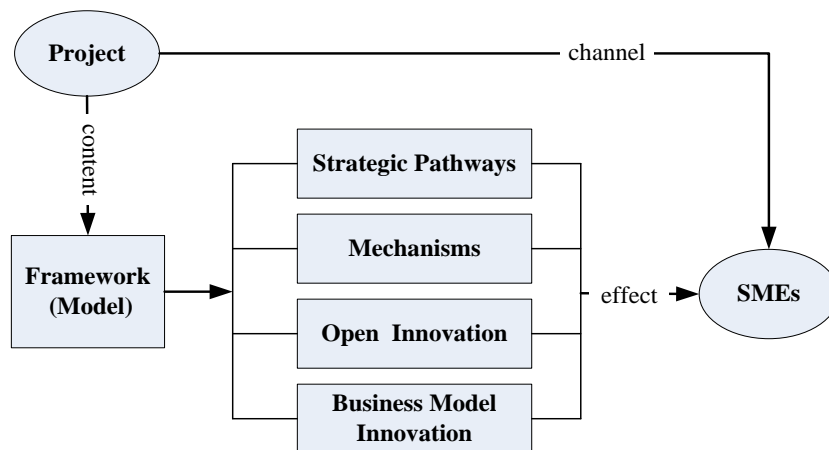 Project
channel
content
Strategic Pathways
Mechanisms
Framework
(Model)
effect
SMEs
Open Innovation
Business Model
Innovation